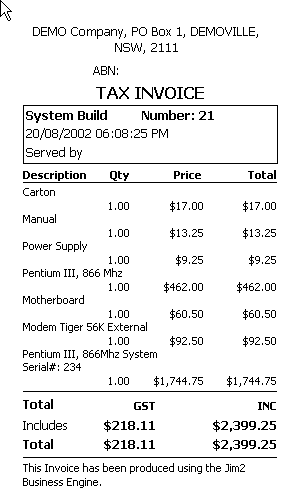 DEMO Company, PO Box 1, DEMOVILLE,
NSW, 2111
ABN:
TAX INVOICE
System Build Number: 21
20/08/2002 06:08:25 PM
Served by
Description Qty Price Total
Carton
1.00 $17.00 $17.00
Manual
1.00 $13.25 $13.25
Power Supply
1.00 $9.25 $9.25
Pentium III, 866 Mhz
1.00 $462.00 $462.00
Motherboard
1.00 $60.50 $60.50
Modem Tiger 56K External
1.00 $92.50 $92.50
Pentium III, 866Mhz System
Serial#: 234
1.00 $1,744.75 $1,744.75
Total GST INC
Includes $218.11 $2,399.25
Total $218.11 $2,399.25
This Invoice has been produced using the Jim2
Business Engine.